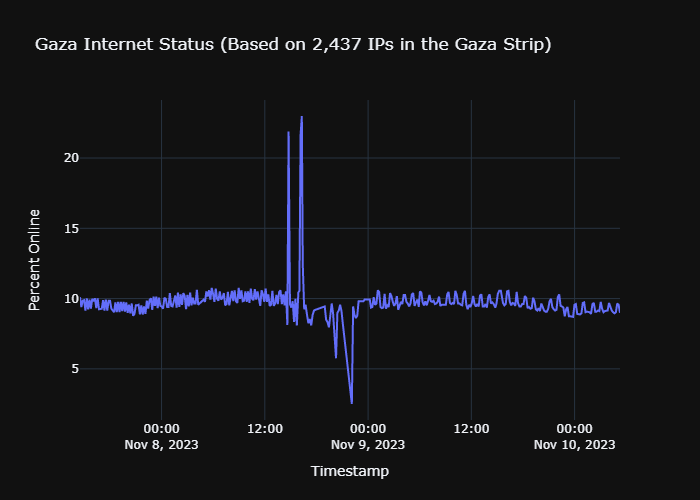 Gaza Internet Status (Based on 2,437 IPs in the Gaza Strip)
Percent Online
20
15
10
5
00:00 12:00 00:00 12:00 00:00
Nov 8, 2023 Nov 9, 2023 Nov 10, 2023
Timestamp